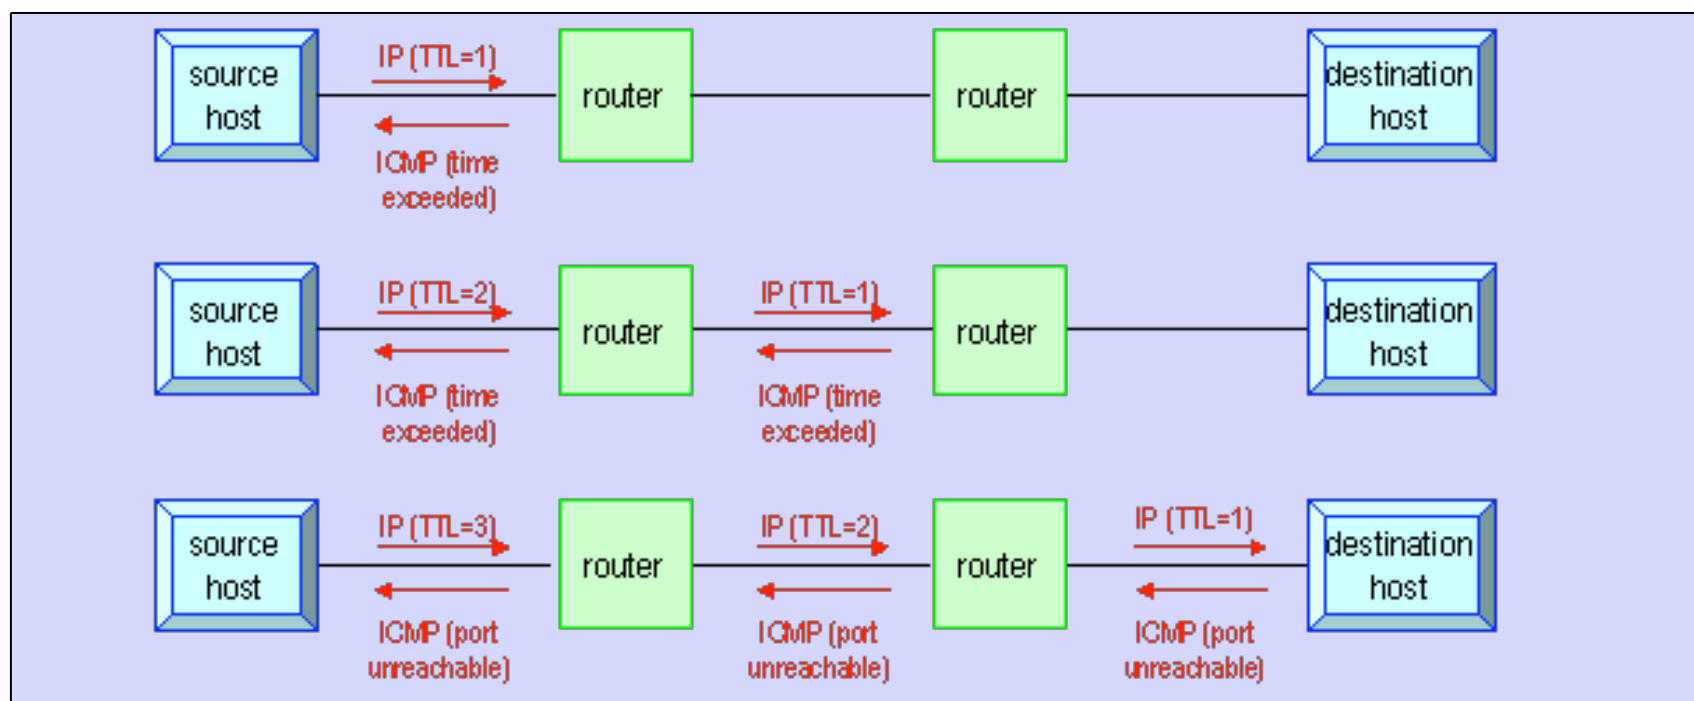 IP (TTL=1)
source
host
router
router
destination
host
ICMP (time
exceeded)
IP (TTL=2)
IP (TTL=1)
source
host
router
router
destination
host
ICMP (time
exceeded)
ICMP (time
exceeded)
IP (TTL=3)
IP (TTL=2)
IP (TTL=1)
source
host
router
router
destination
host
ICMP (port
unreachable)
ICMP (port
unreachable)
ICMP (port
unreachable)